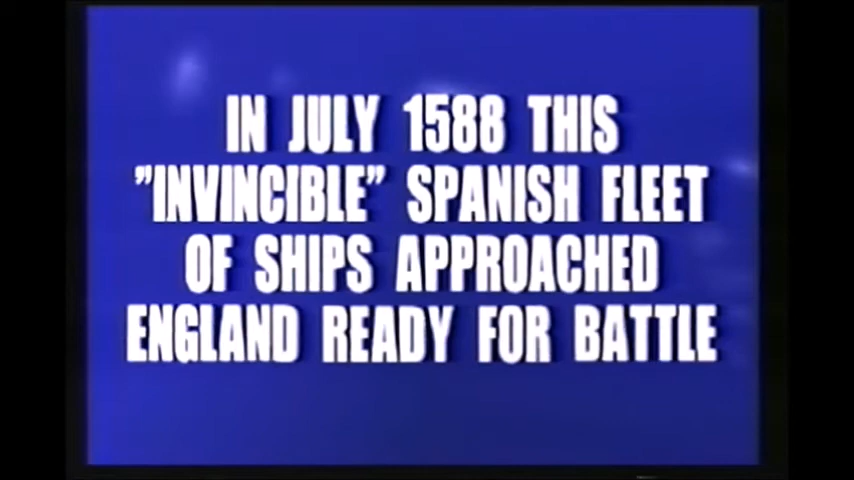 IN JULY 1588 THIS
"INVINCIBLE" SPANISH FLEET
OF SHIPS APPROACHED
ENGLAND READY FOR BATTLE